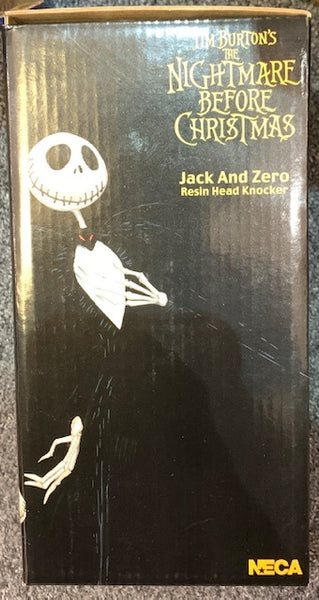 TIM BURTON'S
THE
NIGHTMARE
BEFORE
CHRISTMAS
Jack And Zero
Resin Head Knocker
NECA